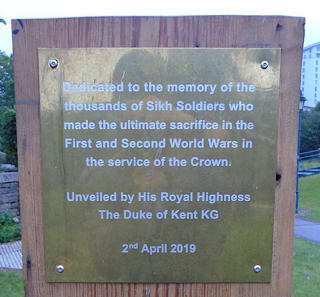 Dedicated to the memory of the
thousands of Sikh Soldiers who
made the ultimate sacrifice in the
First and Second World Wars in
the service of the Crown.
Unveiled by His Royal Highness
The Duke of Kent KG
2nd April 2019